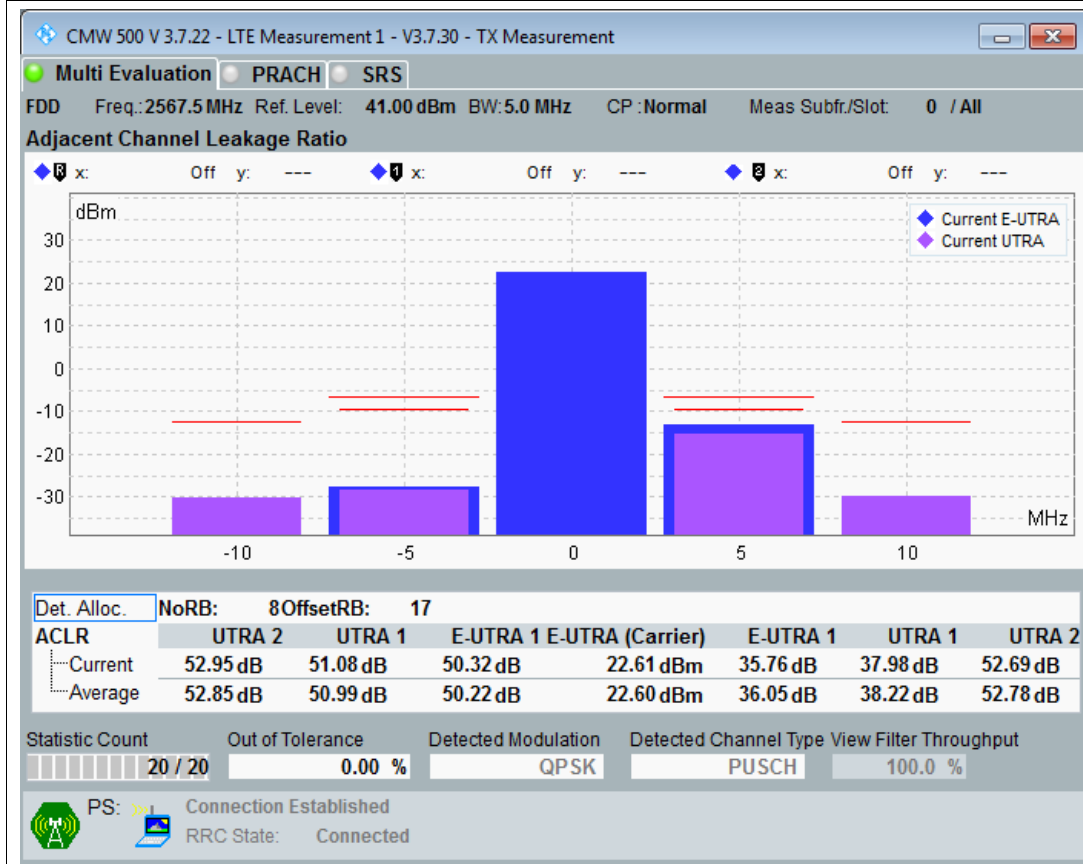 CMW 500 V 3.7.22 - LTE Measurement 1 - V3.7.30 - TX Measurement
Multi Evaluation PRACH SRS
FDD Freq.: 2567.5 MHz Ref. Level: 41.00 dBm BW: 5.0 MHz CP : Normal Meas Subfr./Slot: 0 / All
Adjacent Channel Leakage Ratio
R x: Off y: --- 1 x: Off y: --- 2 x: Off y: ---
dBm
Current E-UTRA
Current UTRA
30
20
10
0
-10
-20
-30
MHz
-10 -5 0 5 10
Det. Alloc. NoRB: 8 OffsetRB: 17
ACLR UTRA 2 UTRA 1 E-UTRA 1 E-UTRA (Carrier) E-UTRA 1 UTRA 1 UTRA 2
Current 52.95 dB 51.08 dB 50.32 dB 22.61 dBm 35.76 dB 37.98 dB 52.69 dB
Average 52.85 dB 50.99 dB 50.22 dB 22.60 dBm 36.05 dB 38.22 dB 52.78 dB
Statistic Count Out of Tolerance Detected Modulation Detected Channel Type View Filter Throughput
20 / 20 0.00 % QPSK PUSCH 100.0 %
PS: Connection Established
RRC State: Connected